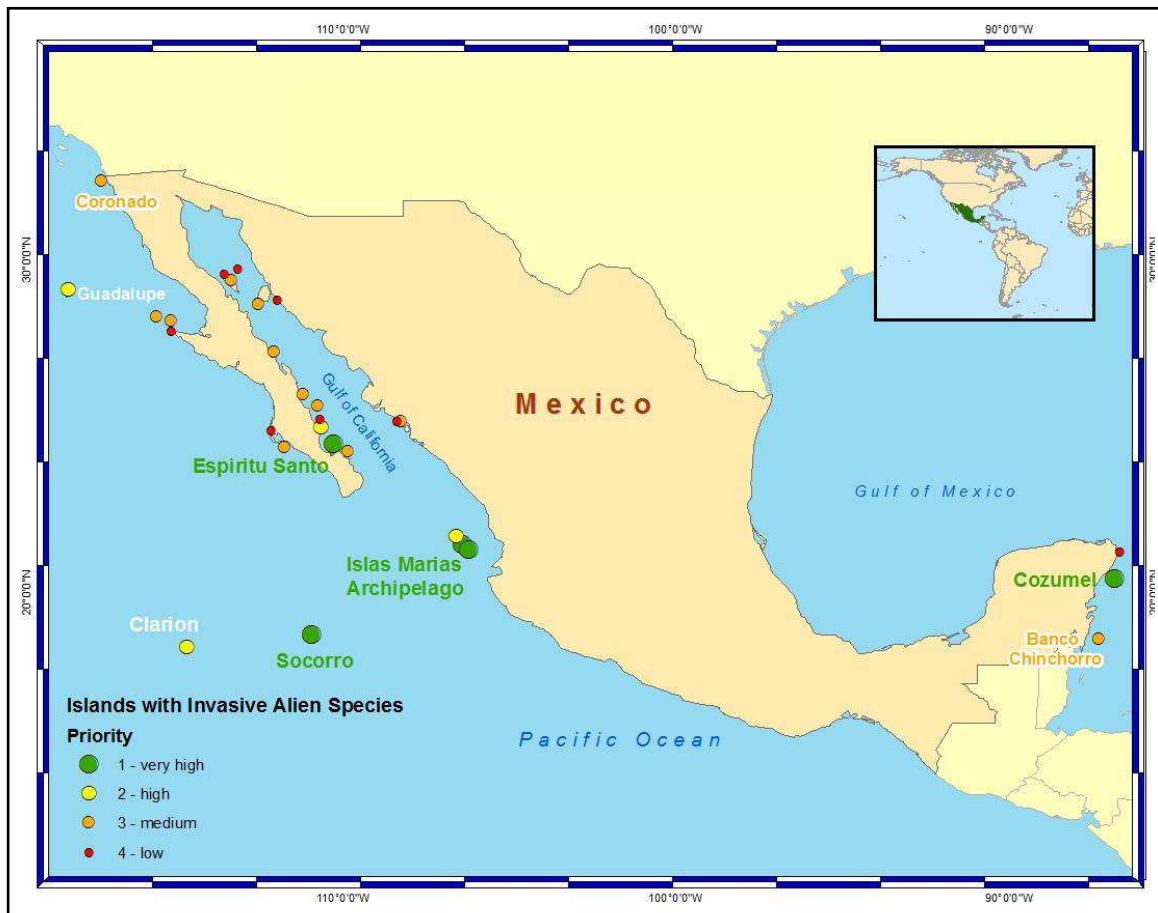 110°0'0"W
100°0'0"W
90°0'0"W
30°0'0"N
30°0'0"N
Coronado
Guadalupe
Gulf of California
Mexico
Espiritu Santo
Gulf of Mexico
Islas Marias
Archipelago
20°0'0"N
20°0'0"N
Cozumel
Clarion
Socorro
Banco
Chinchorro
Islands with Invasive Alien Species
Priority
Pacific Ocean
1 - very high
2 - high
3 - medium
4 - low
110°0'0"W
100°0'0"W
90°0'0"W